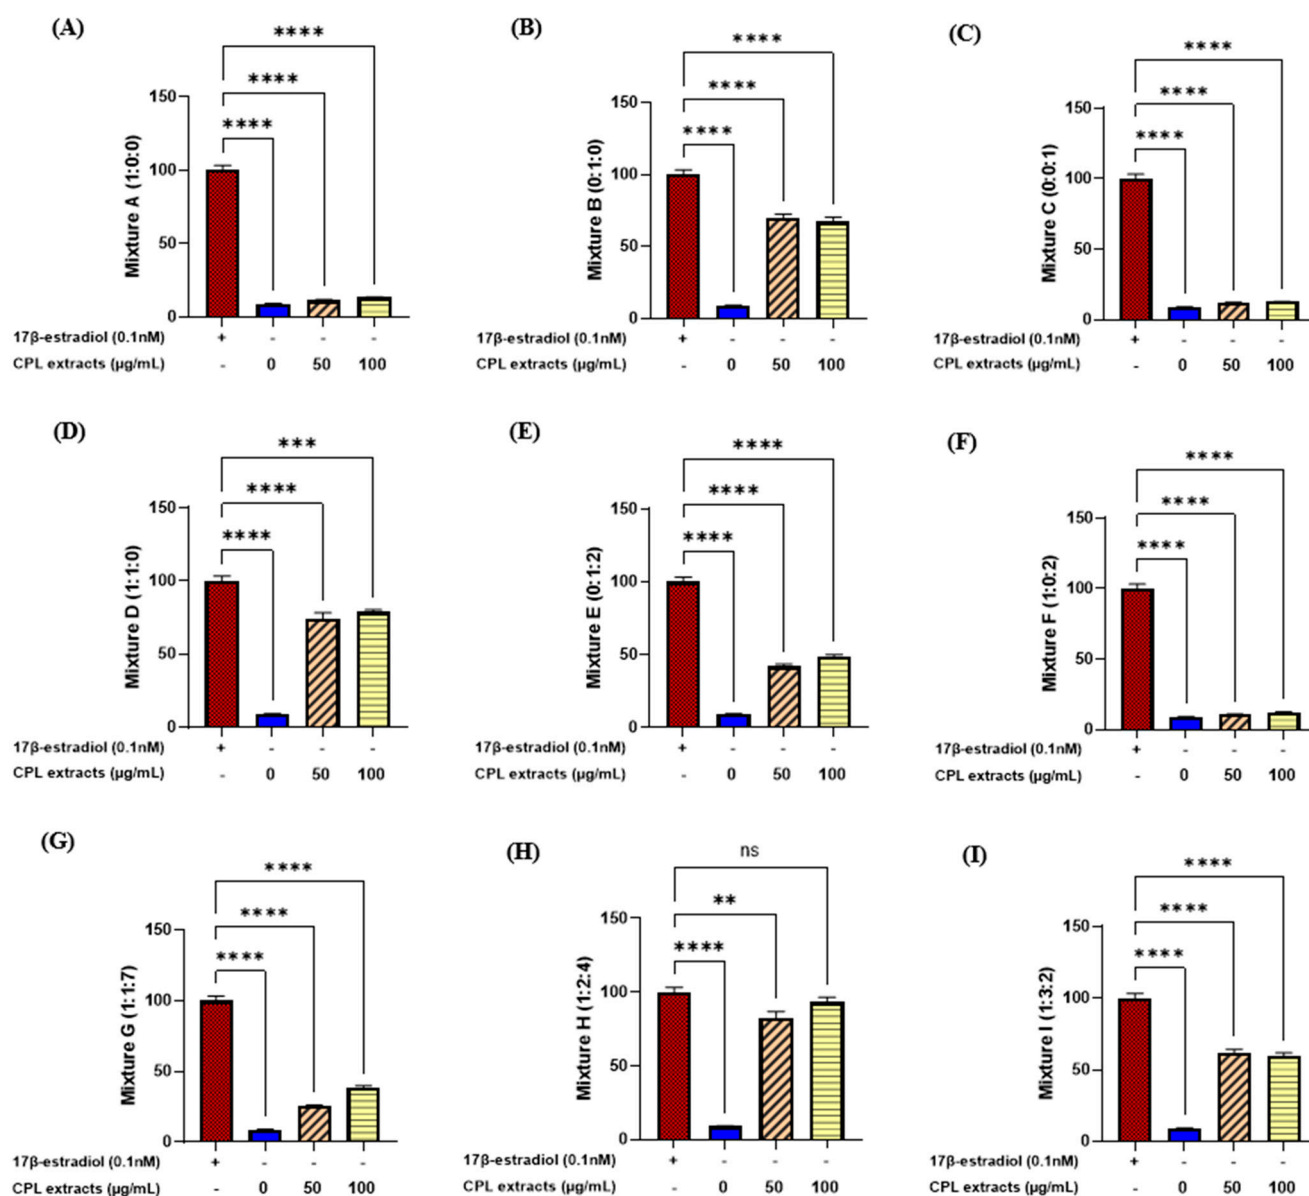 (A)
****
****
****
Mixture A (1:0:0)
150
100
50
0
17β-estradiol (0.1nM) + - - -
CPL extracts (µg/mL) - 0 50 100
(B)
****
****
****
Mixture B (0:1:0)
150
100
50
0
17β-estradiol (0.1nM) + - - -
CPL extracts (µg/mL) - 0 50 100
(C)
****
****
****
Mixture C (0:0:1)
150
100
50
0
17β-estradiol (0.1nM) + - - -
CPL extracts (µg/mL) - 0 50 100
(D)
***
****
****
Mixture D (1:1:0)
150
100
50
0
17β-estradiol (0.1nM) + - - -
CPL extracts (µg/mL) - 0 50 100
(E)
****
****
****
Mixture E (0:1:2)
150
100
50
0
17β-estradiol (0.1nM) + - - -
CPL extracts (µg/mL) - 0 50 100
(F)
****
****
****
Mixture F (1:0:2)
150
100
50
0
17β-estradiol (0.1nM) + - - -
CPL extracts (µg/mL) - 0 50 100
(G)
****
****
****
Mixture G (1:1:7)
150
100
50
0
17β-estradiol (0.1nM) + - - -
CPL extracts (µg/mL) - 0 50 100
(H)
ns
**
****
Mixture H (1:2:4)
150
100
50
0
17β-estradiol (0.1nM) + - - -
CPL extracts (µg/mL) - 0 50 100
(I)
****
****
****
Mixture I (1:3:2)
150
100
50
0
17β-estradiol (0.1nM) + - - -
CPL extracts (µg/mL) - 0 50 100